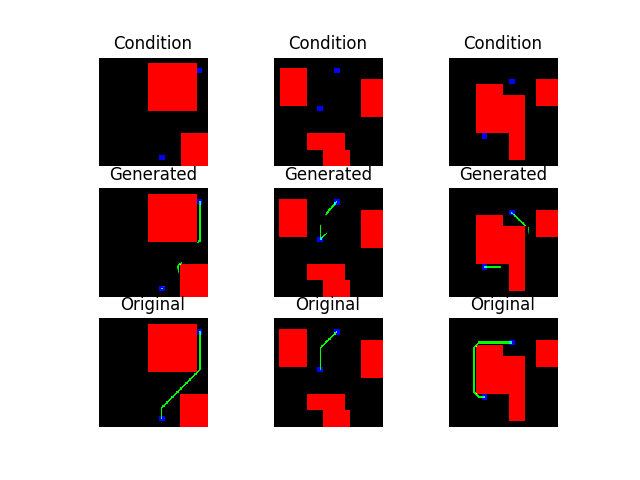 Condition Condition Condition
Generated Generated Generated
Original Original Original